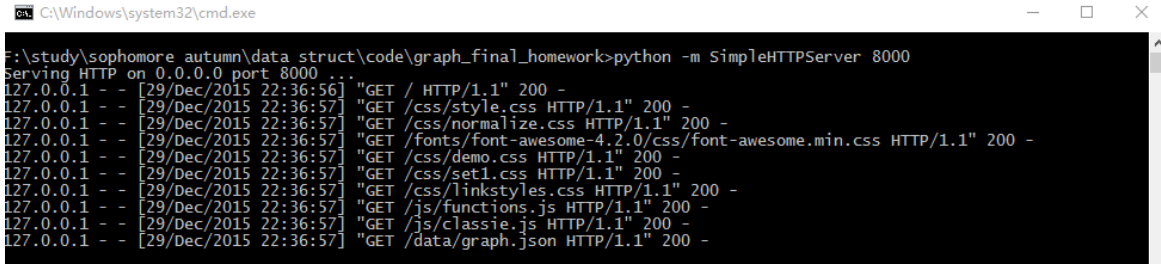 C:\Windows\system32\cmd.exe
F:\study\sophomore autumn\data struct\code\graph_final_homework>python -m SimpleHTTPServer 8000
Serving HTTP on 0.0.0.0 port 8000 ...
127.0.0.1 - - [29/Dec/2015 22:36:56] "GET / HTTP/1.1" 200 -
127.0.0.1 - - [29/Dec/2015 22:36:57] "GET /css/style.css HTTP/1.1" 200 -
127.0.0.1 - - [29/Dec/2015 22:36:57] "GET /css/normalize.css HTTP/1.1" 200 -
127.0.0.1 - - [29/Dec/2015 22:36:57] "GET /fonts/font-awesome-4.2.0/css/font-awesome.min.css HTTP/1.1" 200 -
127.0.0.1 - - [29/Dec/2015 22:36:57] "GET /css/demo.css HTTP/1.1" 200 -
127.0.0.1 - - [29/Dec/2015 22:36:57] "GET /css/set1.css HTTP/1.1" 200 -
127.0.0.1 - - [29/Dec/2015 22:36:57] "GET /css/linkstyles.css HTTP/1.1" 200 -
127.0.0.1 - - [29/Dec/2015 22:36:57] "GET /js/functions.js HTTP/1.1" 200 -
127.0.0.1 - - [29/Dec/2015 22:36:57] "GET /js/classie.js HTTP/1.1" 200 -
127.0.0.1 - - [29/Dec/2015 22:36:57] "GET /data/graph.json HTTP/1.1" 200 -